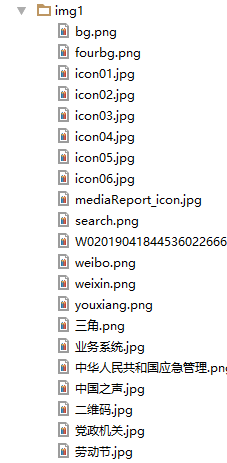 img1
bg.png
fourbg.png
icon01.jpg
icon02.jpg
icon03.jpg
icon04.jpg
icon05.jpg
icon06.jpg
mediaReport_icon.jpg
search.png
W02019041844536022666
weibo.png
weixin.png
youxiang.png
三角.png
业务系统.jpg
中华人民共和国应急管理.png
中国之声.jpg
二维码.jpg
党政机关.jpg
劳动节.jpg